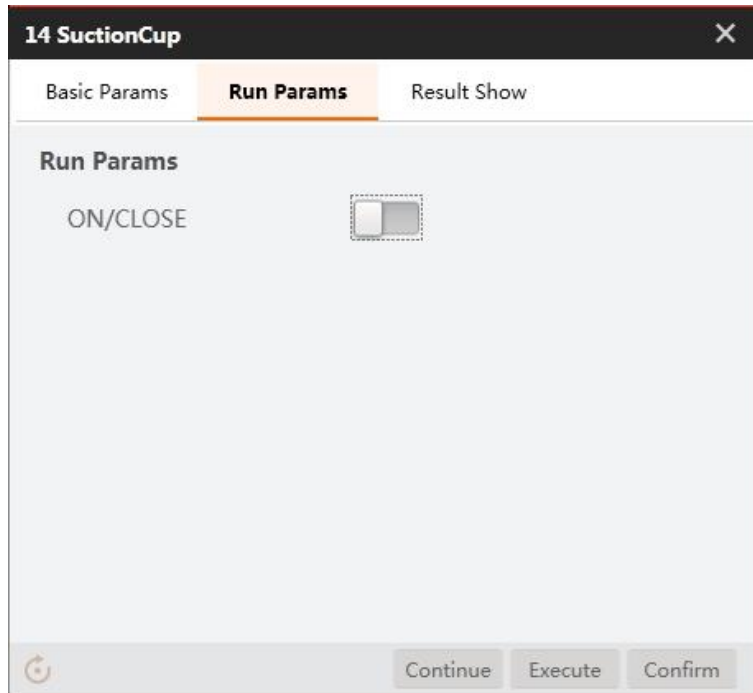 14 SuctionCup
Basic Params Run Params Result Show
Run Params
ON/CLOSE
Continue Execute Confirm